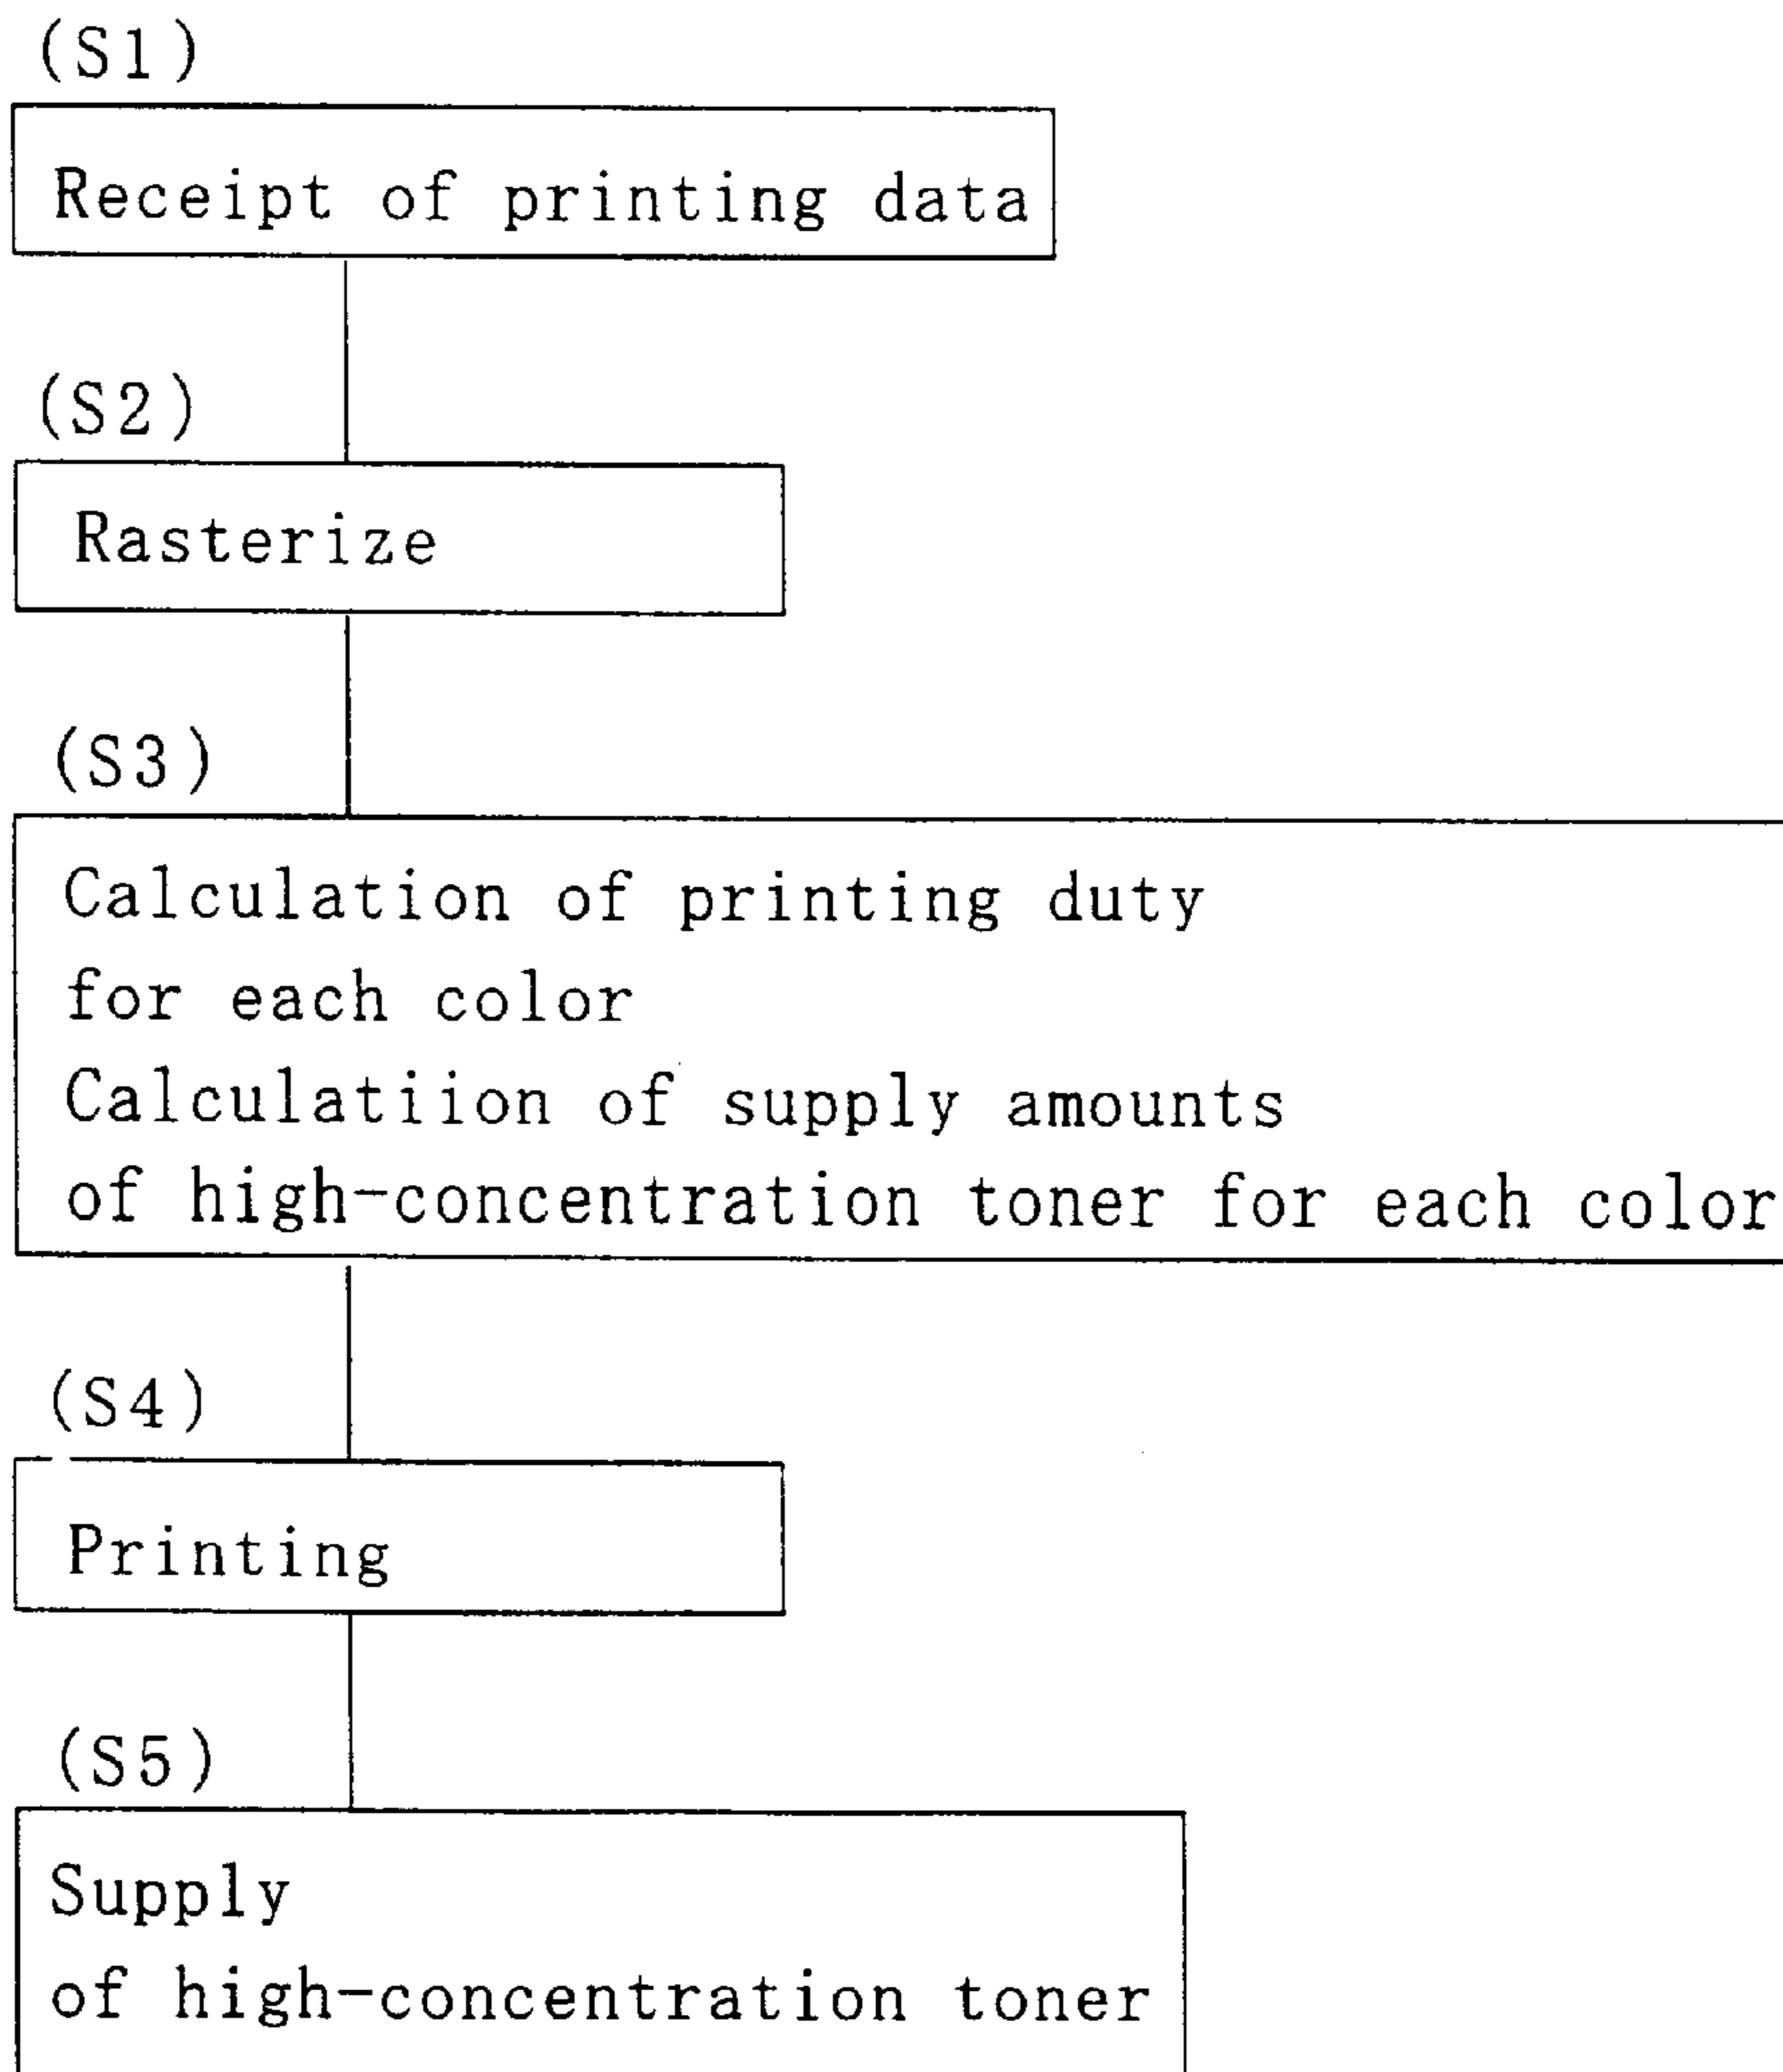 (S1)
Receipt of printing data
(S2)
Rasterize
(S3)
Calculation of printing duty
for each color
Calculatiion of supply amounts
of high-concentration toner for each color
(S4)
Printing
(S5)
Supply
of high-concentration toner